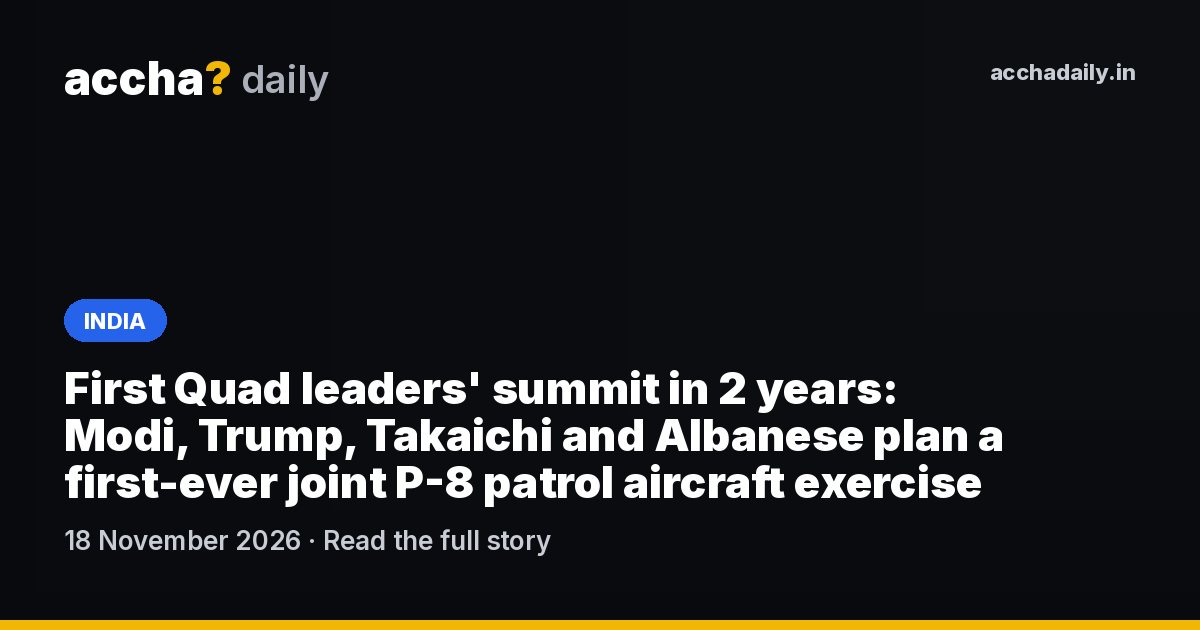 accha? daily
acchadaily.in
INDIA
First Quad leaders' summit in 2 years:
Modi, Trump, Takaichi and Albanese plan a
first-ever joint P-8 patrol aircraft exercise
18 November 2026 · Read the full story